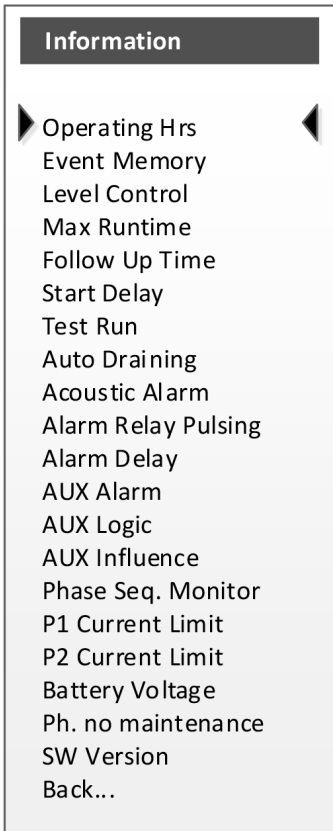 Information
Operating Hrs
Event Memory
Level Control
Max Runtime
Follow Up Time
Start Delay
Test Run
Auto Draining
Acoustic Alarm
Alarm Relay Pulsing
Alarm Delay
AUX Alarm
AUX Logic
AUX Influence
Phase Seq. Monitor
P1 Current Limit
P2 Current Limit
Battery Voltage
Ph. no maintenance
SW Version
Back...